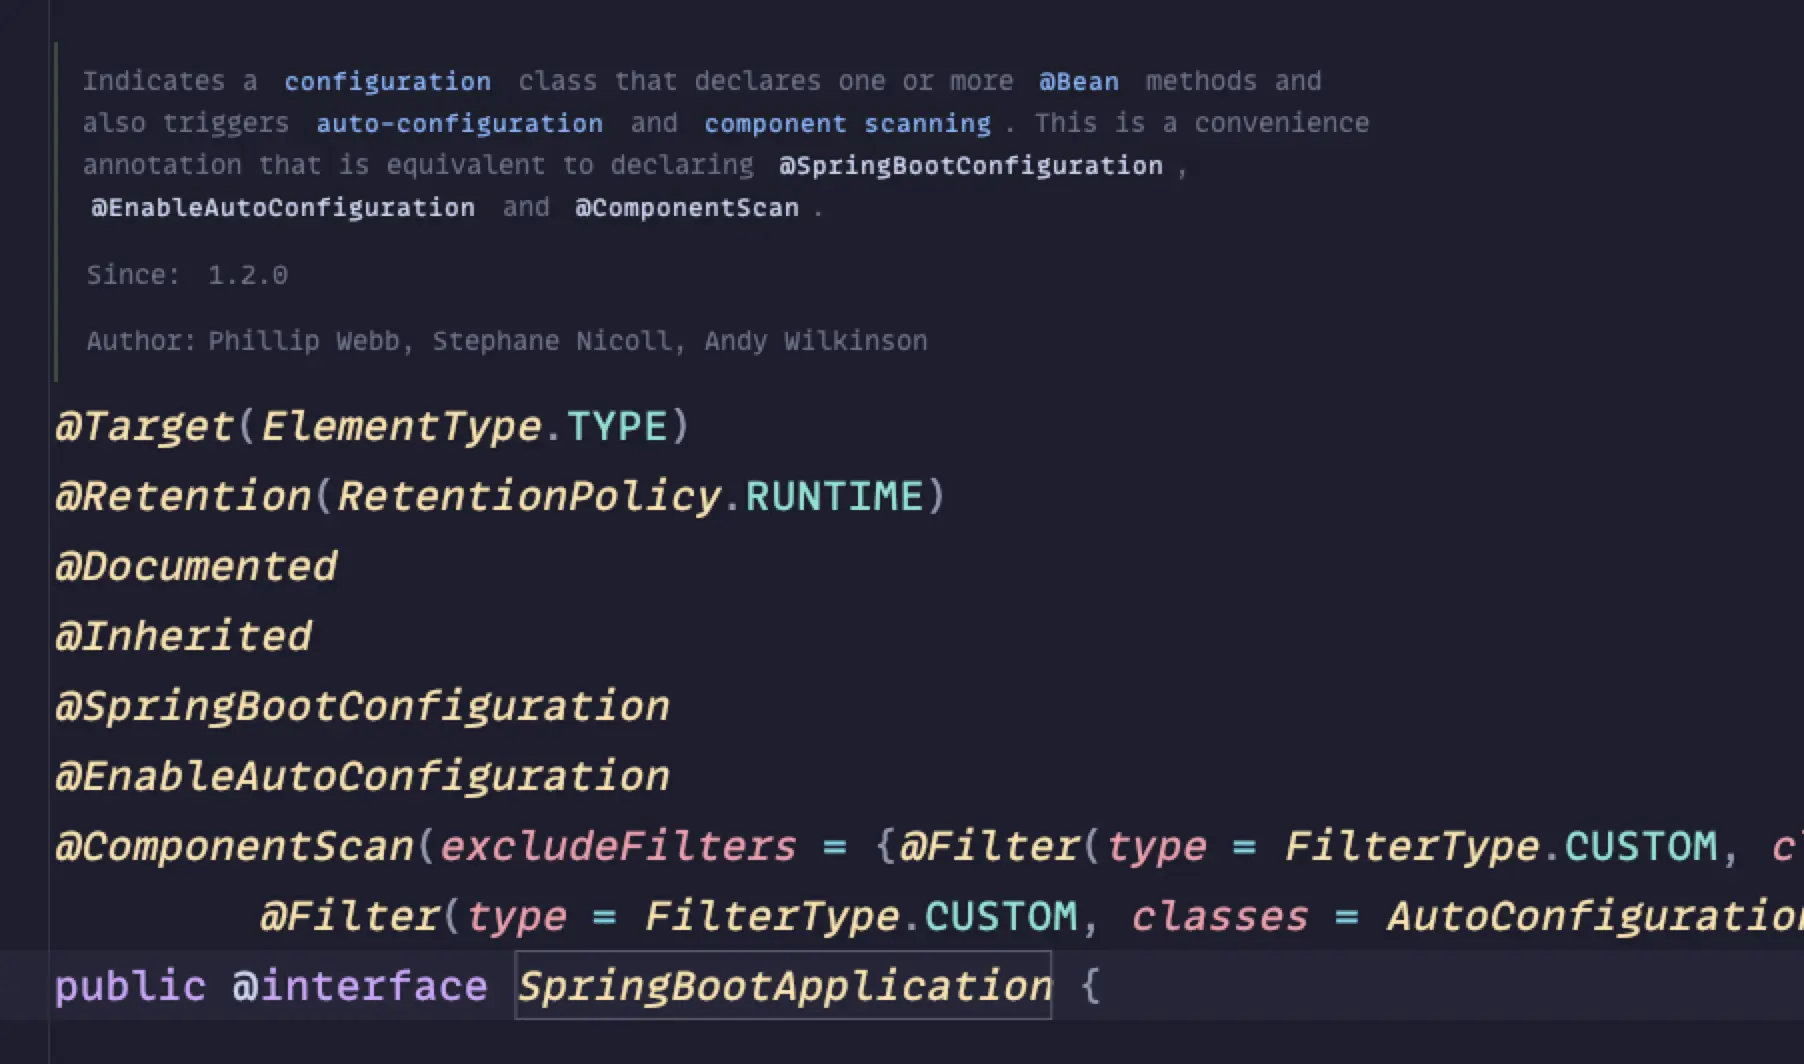 Indicates a configuration class that declares one or more @Bean methods and
also triggers auto-configuration and component scanning . This is a convenience
annotation that is equivalent to declaring @SpringBootConfiguration ,
@EnableAutoConfiguration and @ComponentScan .
Since: 1.2.0
Author: Phillip Webb, Stephane Nicoll, Andy Wilkinson
@Target(ElementType.TYPE)
@Retention(RetentionPolicy.RUNTIME)
@Documented
@Inherited
@SpringBootConfiguration
@EnableAutoConfiguration
@ComponentScan(excludeFilters = {@Filter(type = FilterType.CUSTOM,
@Filter(type = FilterType.CUSTOM, classes = AutoConfiguration
public @interface SpringBootApplication {